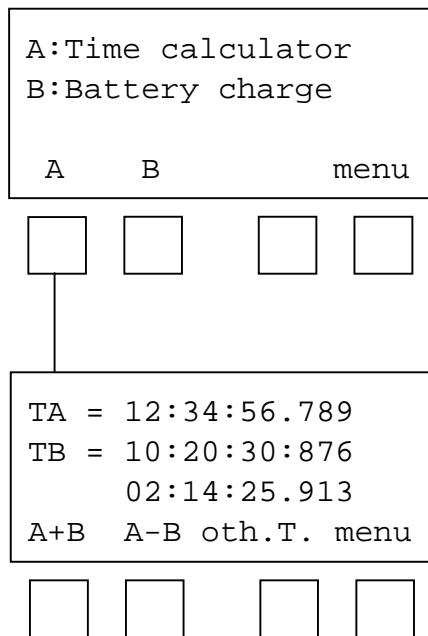 A:Time calculator
B:Battery charge
A B menu
TA = 12:34:56.789
TB = 10:20:30:876
02:14:25.913
A+B A-B oth.T. menu